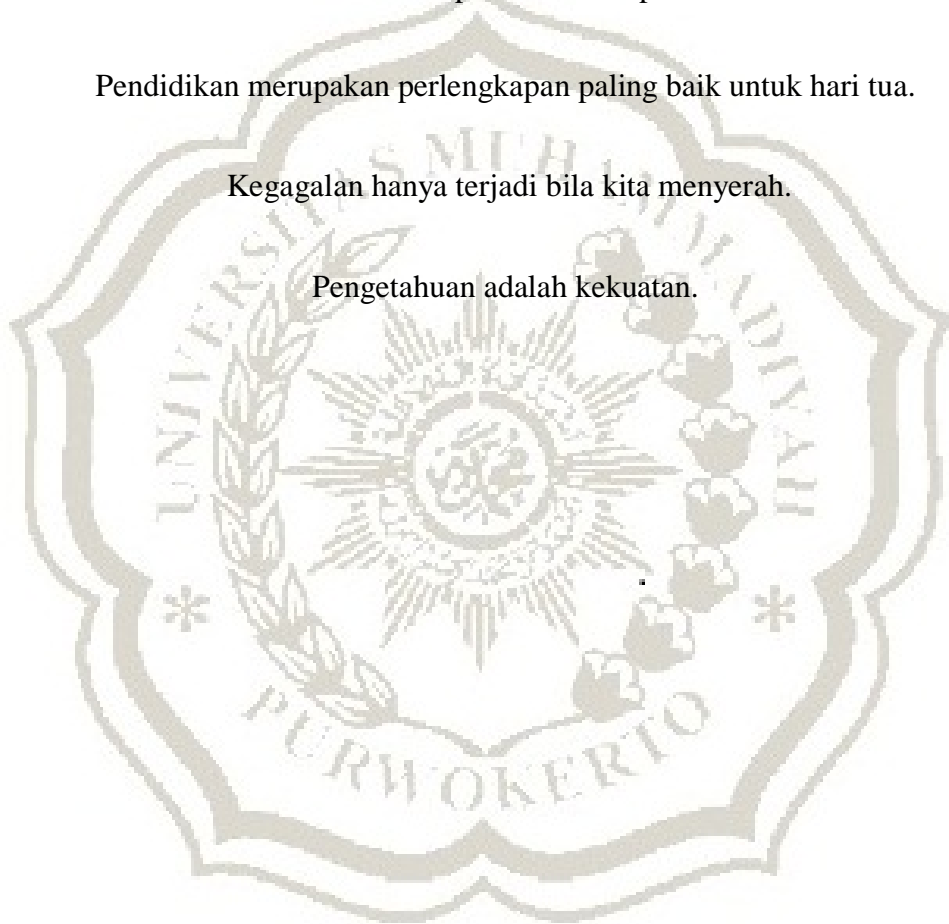 Pendidikan merupakan perlengkapan paling baik untuk hari tua.
Kegagalan hanya terjadi bila kita menyerah.
Pengetahuan adalah kekuatan.
UNIVERSITAS MUHAMMADIYAH
PURWOKERTO